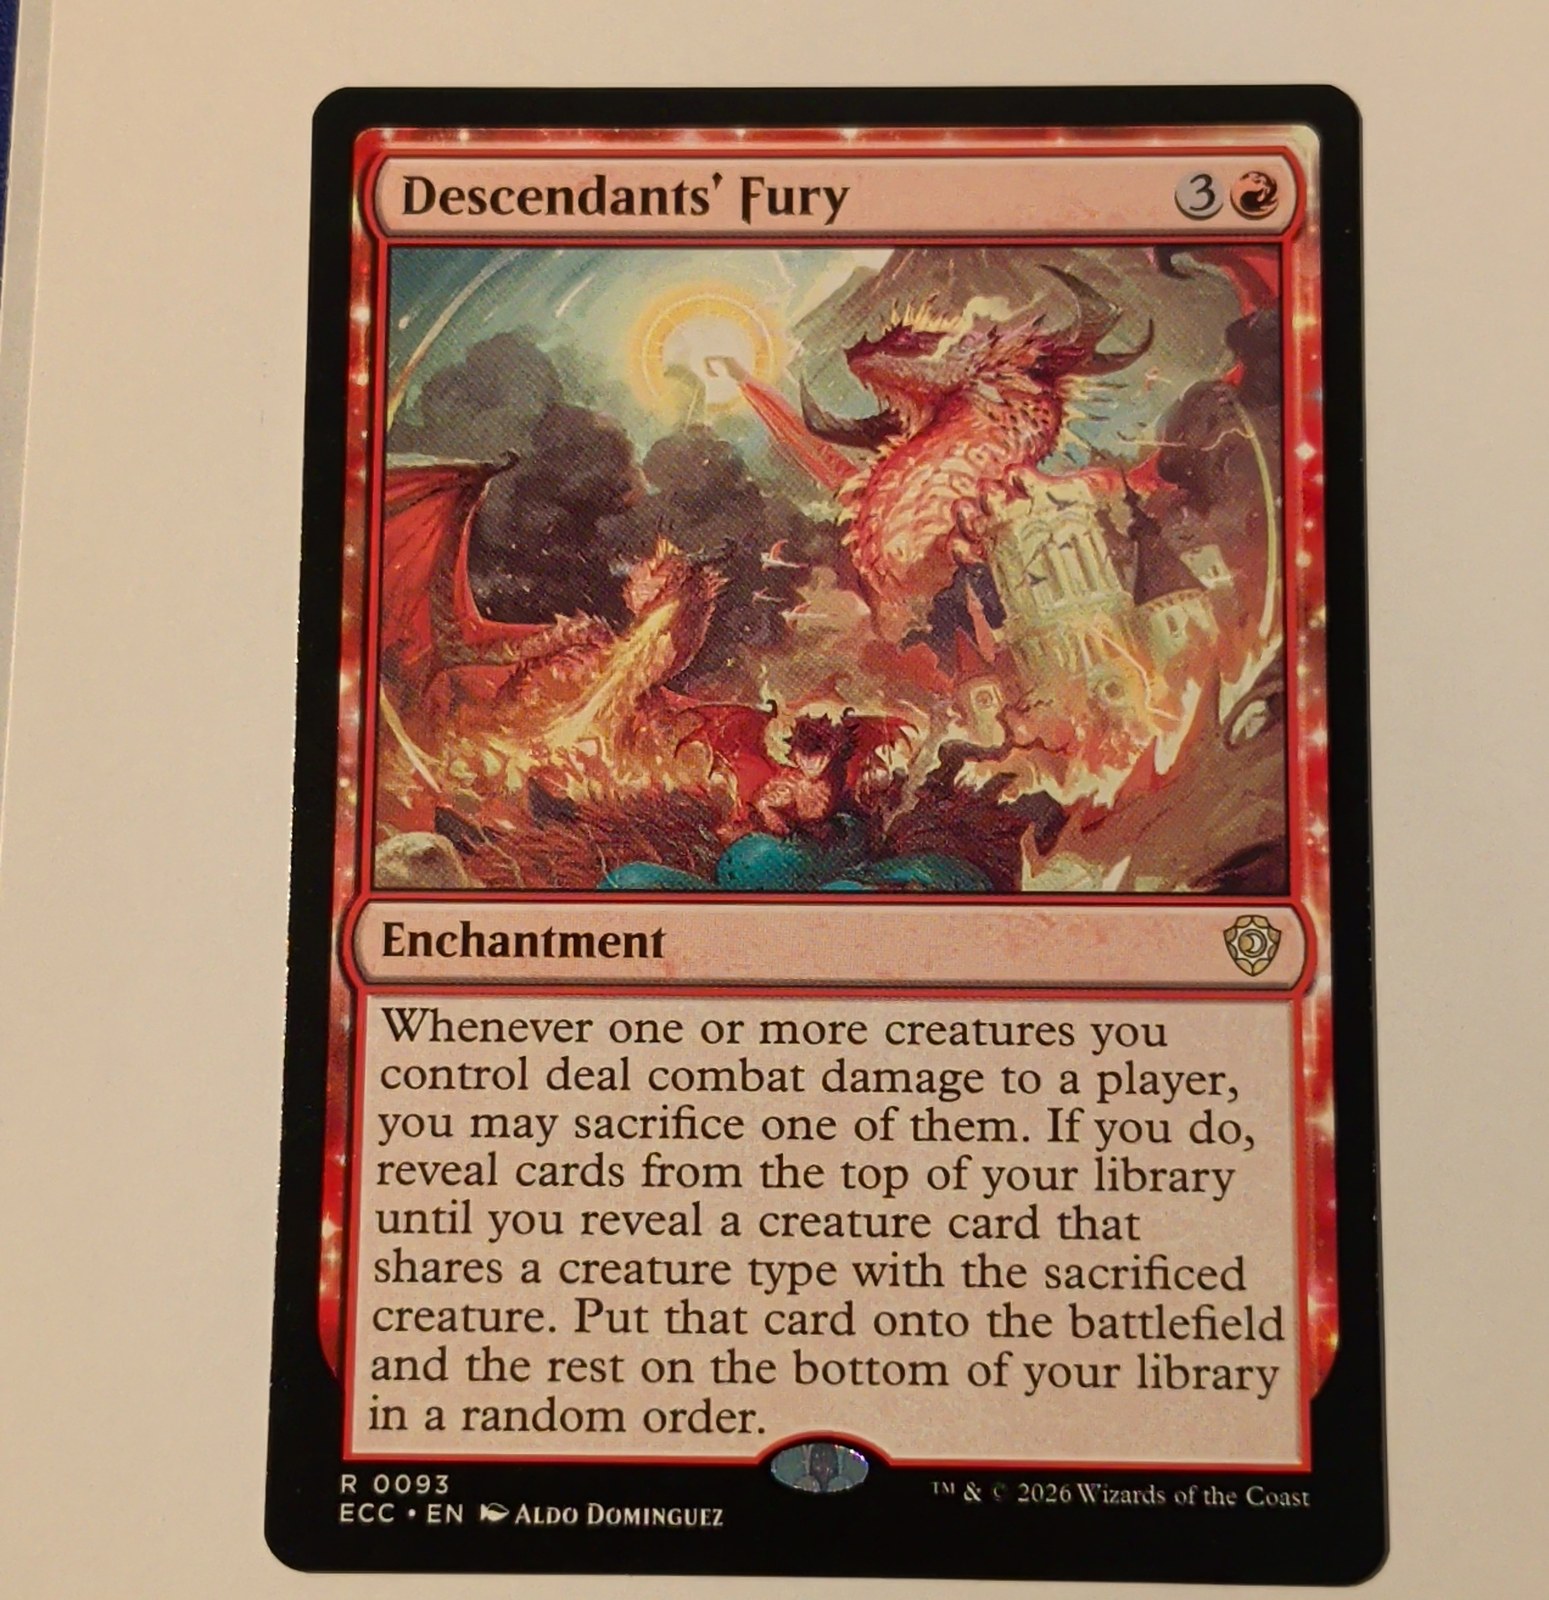 Descendants' Fury 3
Enchantment
Whenever one or more creatures you
control deal combat damage to a player,
you may sacrifice one of them. If you do,
reveal cards from the top of your library
until you reveal a creature card that
shares a creature type with the sacrificed
creature. Put that card onto the battlefield
and the rest on the bottom of your library
in a random order.
R 0093
ECC • EN ALDO DOMINGUEZ
™ & © 2026 Wizards of the Coast